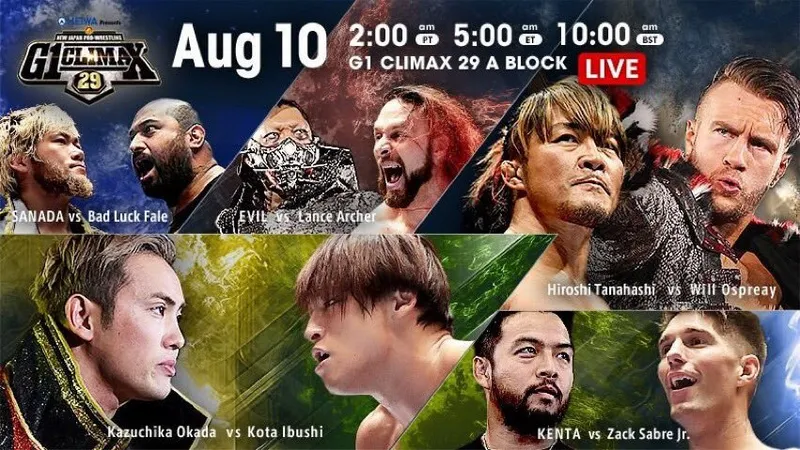 HEIWA Presents
NEW JAPAN PRO-WRESTLING
G1 CLIMAX
29
Aug 10
2:00 am PT 5:00 am ET 10:00 am BST
G1 CLIMAX 29 A BLOCK LIVE
SANADA vs Bad Luck Fale
EVIL vs Lance Archer
Hiroshi Tanahashi vs Will Ospreay
Kazuchika Okada vs Kota Ibushi
KENTA vs Zack Sabre Jr.